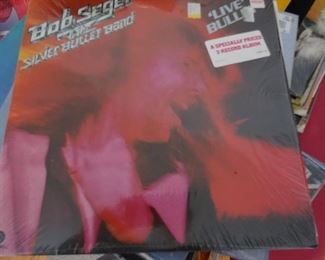 Bob Seger
Silver Bullet Band
'LIVE'
BULL
A SPECIALLY PRICED
2 RECORD ALBUM